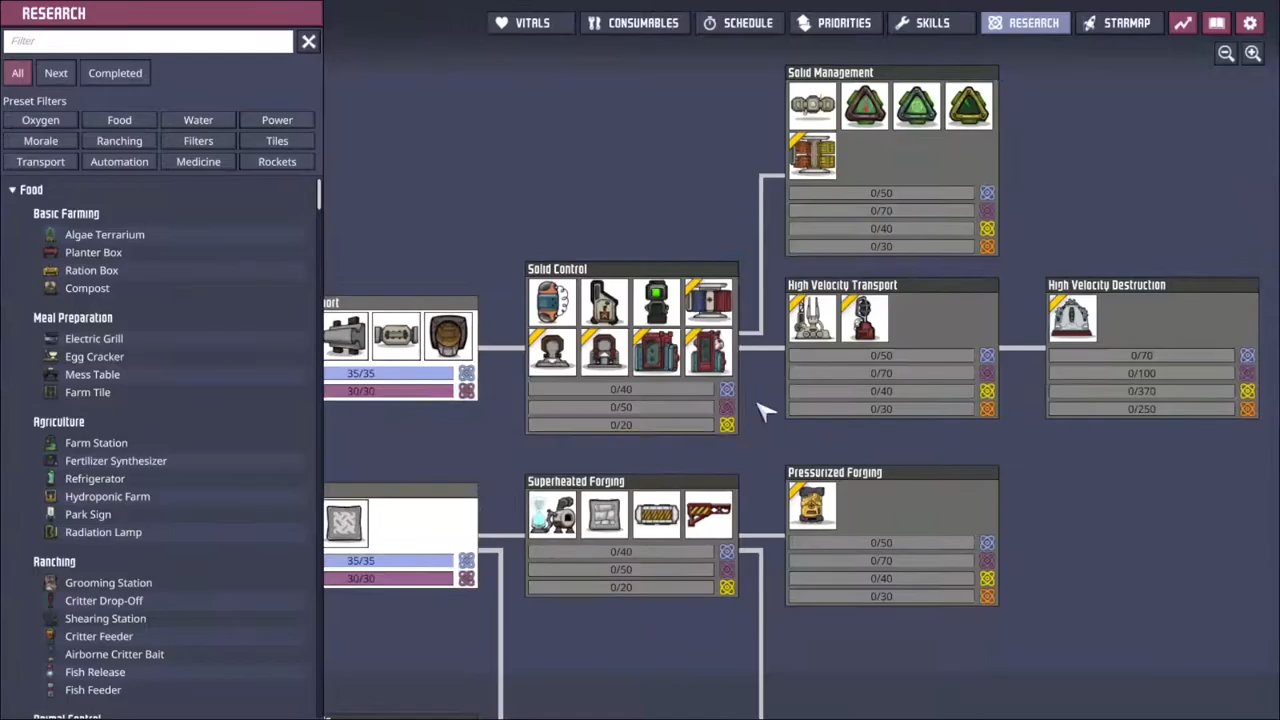 RESEARCH
VITALS
CONSUMABLES
SCHEDULE
PRIORITIES
SKILLS
RESEARCH
STARMAP
Filter
All
Next
Completed
Preset Filters
Oxygen
Food
Water
Power
Morale
Ranching
Filters
Tiles
Transport
Automation
Medicine
Rockets
Food
Basic Farming
Algae Terrarium
Planter Box
Ration Box
Compost
Meal Preparation
Electric Grill
Egg Cracker
Mess Table
Farm Tile
Agriculture
Farm Station
Fertilizer Synthesizer
Refrigerator
Hydroponic Farm
Park Sign
Radiation Lamp
Ranching
Grooming Station
Critter Drop-Off
Shearing Station
Critter Feeder
Airborne Critter Bait
Fish Release
Fish Feeder
Animal Control
port
35/35
30/30
35/35
30/30
Solid Control
0/40
0/50
0/20
Superheated Forging
0/40
0/50
0/20
Solid Management
0/50
0/70
0/40
0/30
High Velocity Transport
0/50
0/70
0/40
0/30
Pressurized Forging
0/50
0/70
0/40
0/30
High Velocity Destruction
0/70
0/100
0/370
0/250